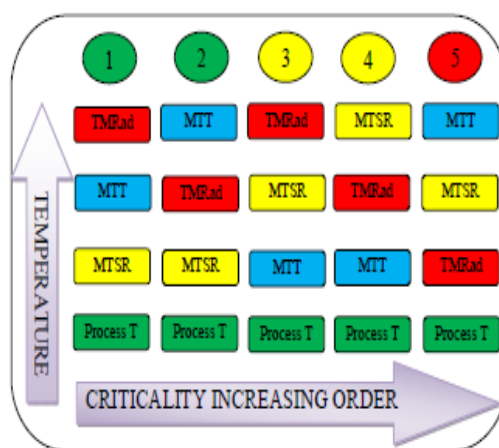 1 2 3 4 5
TMRad MTT TMRad MTSR MTT
MTT TMRad MTSR TMRad MTSR
MTSR MTSR MTT MTT TMRad
Process T Process T Process T Process T Process T
TEMPERATURE
CRITICALITY INCREASING ORDER